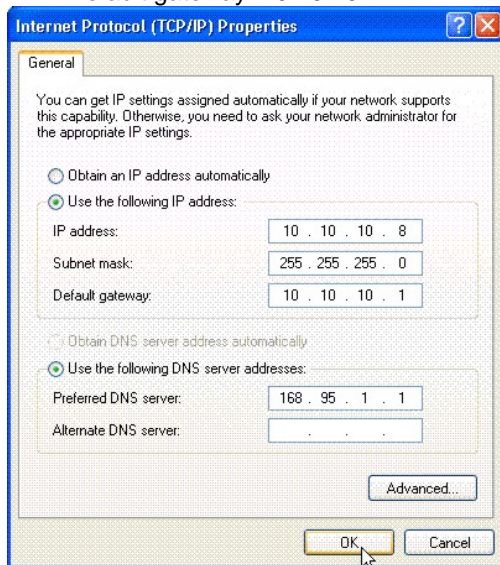 Internet Protocol (TCP/IP) Properties
General
You can get IP settings assigned automatically if your network supports
this capability. Otherwise, you need to ask your network administrator for
the appropriate IP settings.
Obtain an IP address automatically
Use the following IP address:
IP address: 10 . 10 . 10 . 8
Subnet mask: 255 . 255 . 255 . 0
Default gateway: 10 . 10 . 10 . 1
Obtain DNS server address automatically
Use the following DNS server addresses:
Preferred DNS server: 168 . 95 . 1 . 1
Alternate DNS server: . . .
Advanced...
OK
Cancel